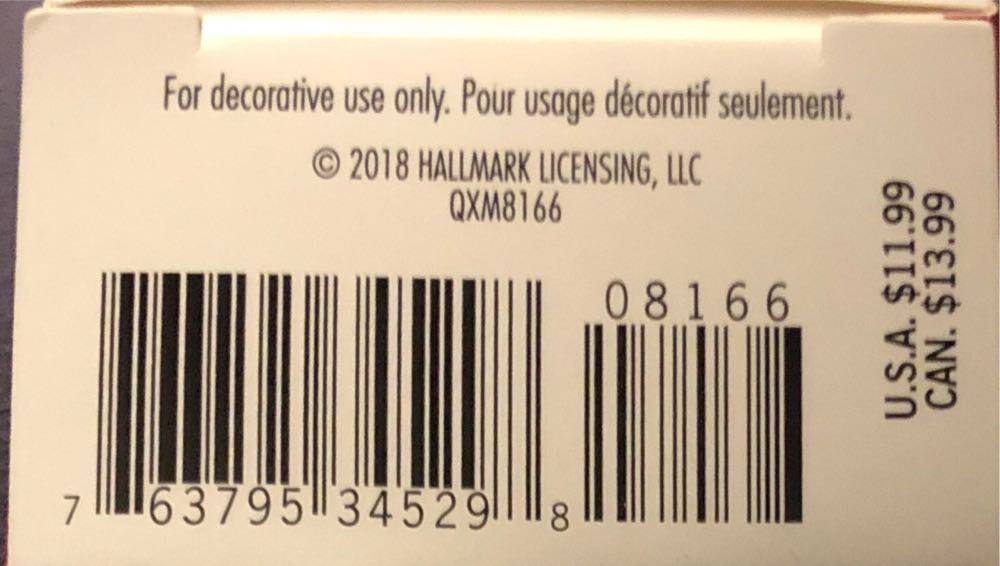 For decorative use only. Pour usage décoratif seulement.
© 2018 HALLMARK LICENSING, LLC
QXM8166
08166
7 63795 34529 8
U.S.A. $11.99
CAN. $13.99